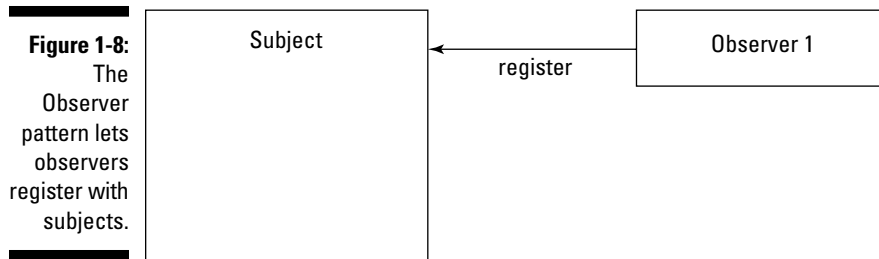 Figure 1-8:
The
Observer
pattern lets
observers
register with
subjects.
Subject
register
Observer 1